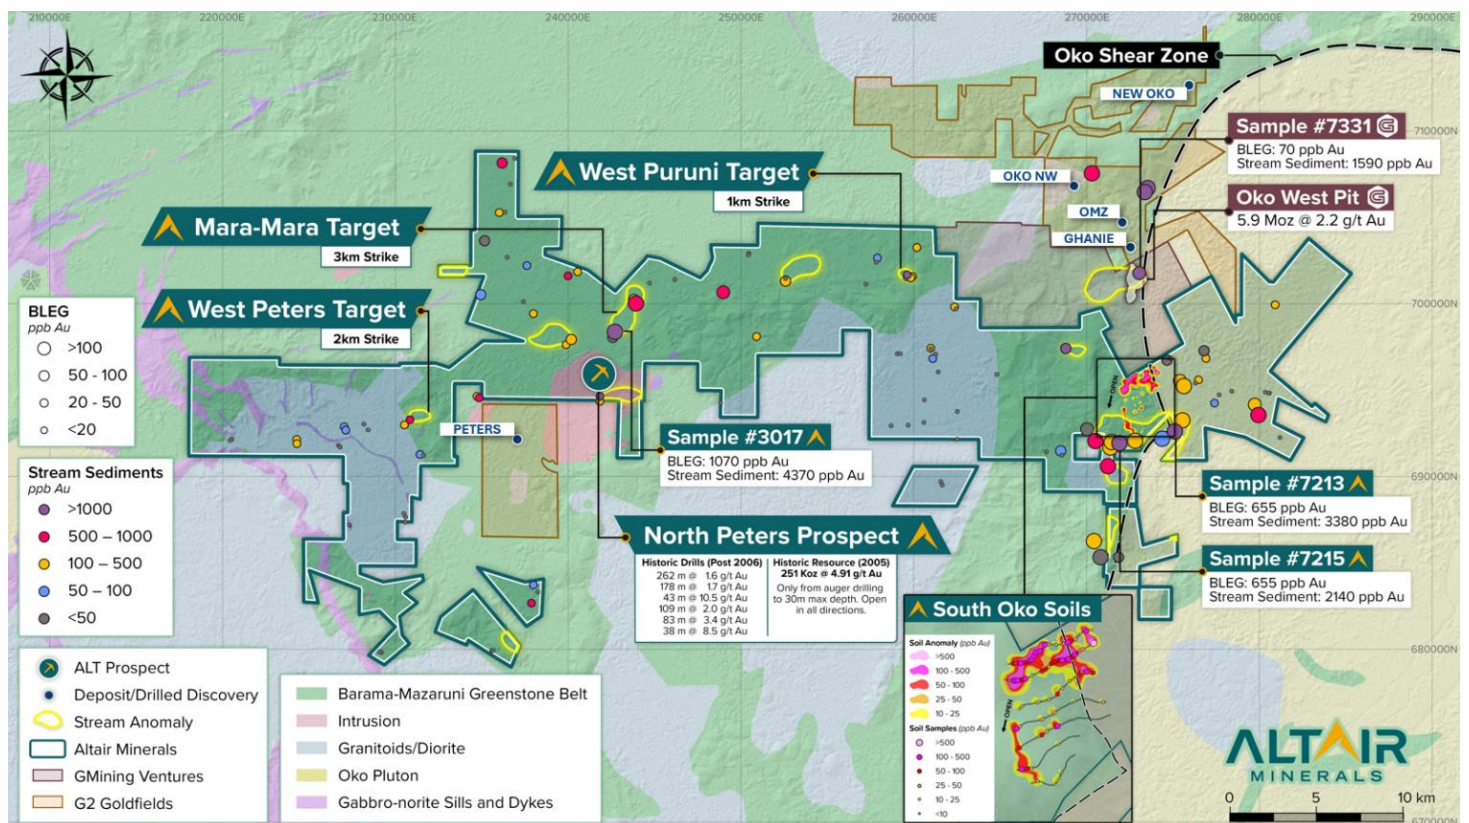 210000E
220000E
230000E
240000E
250000E
260000E
270000E
280000E
290000E
Oko Shear Zone
NEW OKO
710000N
Sample #7331
BLEG: 70 ppb Au
Stream Sediment: 1590 ppb Au
West Puruni Target
1km Strike
OKO NW
Oko West Pit
5.9 Moz @ 2.2 g/t Au
OMZ
GHANIE
Mara-Mara Target
3km Strike
West Peters Target
2km Strike
700000N
BLEG
ppb Au
>100
50 - 100
20 - 50
<20
OPEN
PETERS
Sample #3017
BLEG: 1070 ppb Au
Stream Sediment: 4370 ppb Au
Stream Sediments
ppb Au
>1000
500 – 1000
100 – 500
50 – 100
<50
690000N
Sample #7213
BLEG: 655 ppb Au
Stream Sediment: 3380 ppb Au
North Peters Prospect
Historic Drills (Post 2006)
262 m @ 1.6 g/t Au
178 m @ 1.7 g/t Au
43 m @ 10.5 g/t Au
109 m @ 2.0 g/t Au
83 m @ 3.4 g/t Au
38 m @ 8.5 g/t Au
Historic Resource (2005)
251 Koz @ 4.91 g/t Au
Only from auger drilling
to 30m max depth. Open
in all directions.
Sample #7215
BLEG: 655 ppb Au
Stream Sediment: 2140 ppb Au
South Oko Soils
Soil Anomaly (ppb Au)
>500
100 - 500
50 - 100
25 - 50
10 - 25
Soil Samples (ppb Au)
>500
100 - 500
50 - 100
25 - 50
10 - 25
<10
OPEN
680000N
ALT Prospect
Deposit/Drilled Discovery
Stream Anomaly
Altair Minerals
GMining Ventures
G2 Goldfields
Barama-Mazaruni Greenstone Belt
Intrusion
Granitoids/Diorite
Oko Pluton
Gabbro-norite Sills and Dykes
ALTAIR
MINERALS
0 5 10 km
670000N